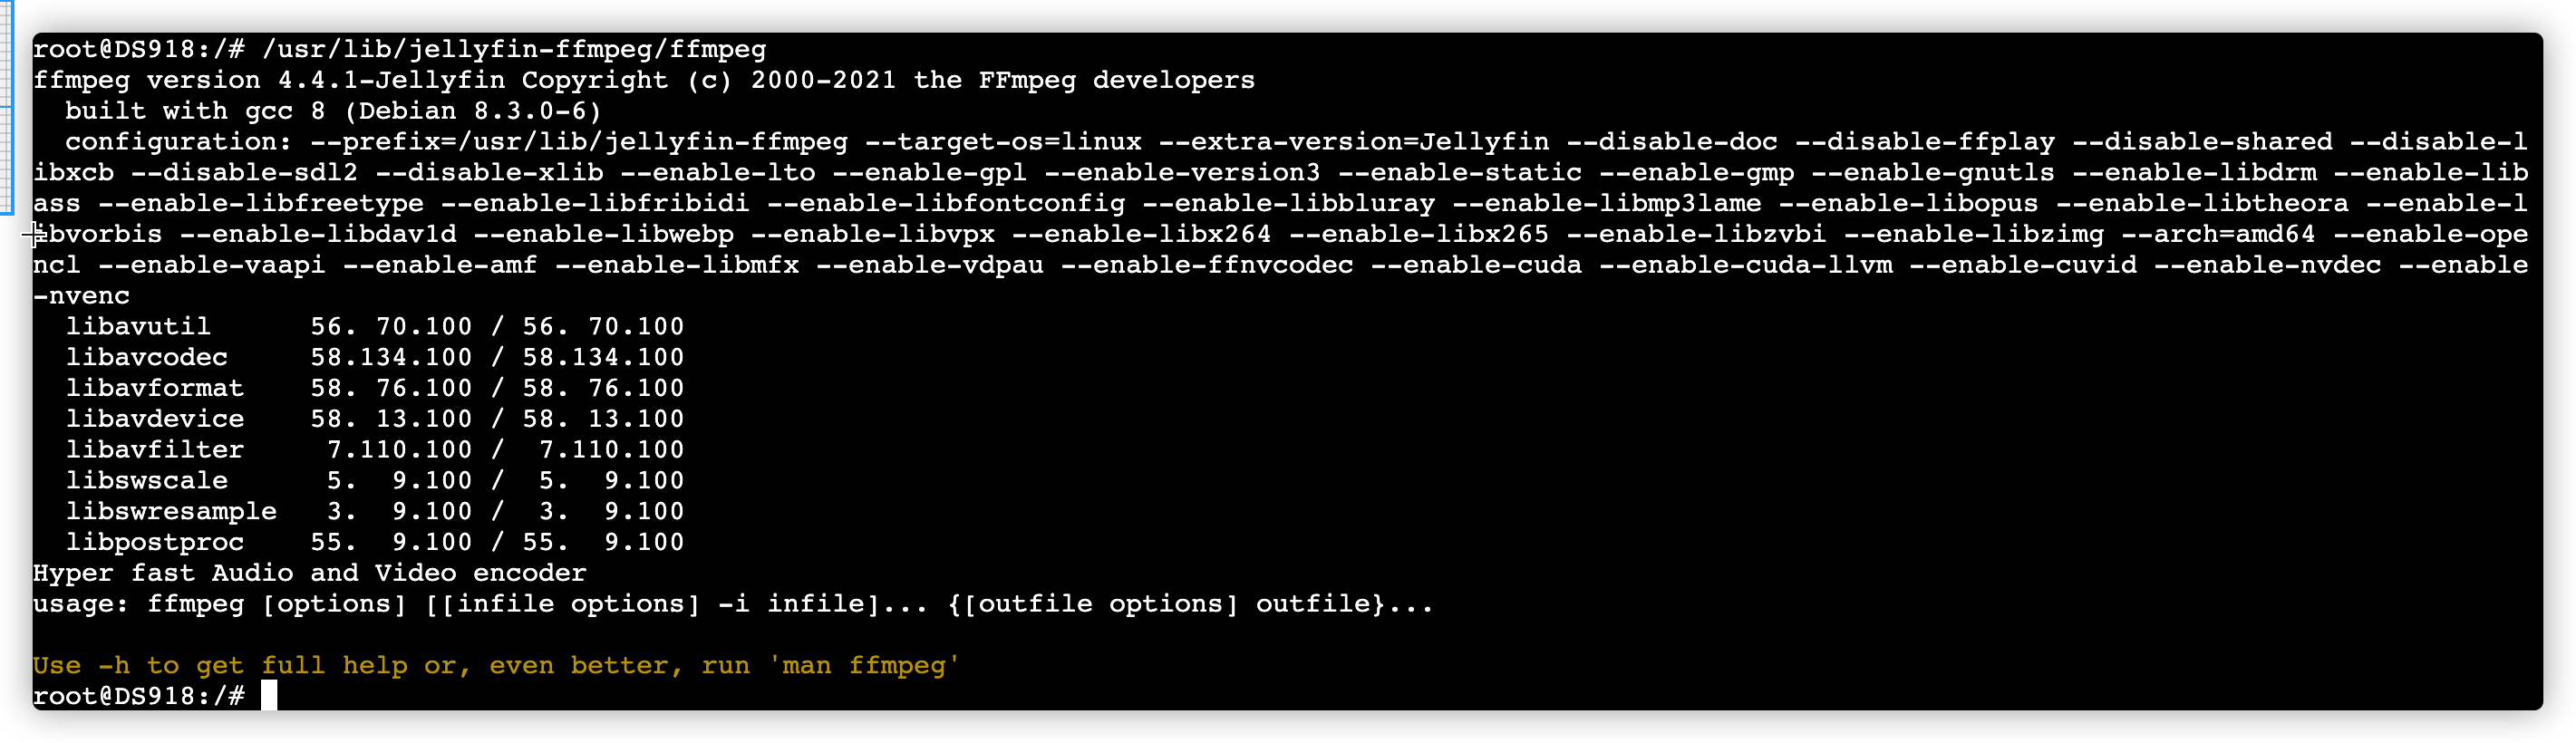 root@DS918:/# /usr/lib/jellyfin-ffmpeg/ffmpeg
ffmpeg version 4.4.1-Jellyfin Copyright (c) 2000-2021 the FFmpeg developers
  built with gcc 8 (Debian 8.3.0-6)
  configuration: --prefix=/usr/lib/jellyfin-ffmpeg --target-os=linux --extra-version=Jellyfin --disable-doc --disable-ffplay --disable-shared --disable-l
ibxcb --disable-sdl2 --disable-xlib --enable-lto --enable-gpl --enable-version3 --enable-static --enable-gmp --enable-gnutls --enable-libdrm --enable-lib
ass --enable-libfreetype --enable-libfribidi --enable-libfontconfig --enable-libbluray --enable-libmp3lame --enable-libopus --enable-libtheora --enable-l
ibvorbis --enable-libdav1d --enable-libwebp --enable-libvpx --enable-libx264 --enable-libx265 --enable-libzvbi --enable-libzimg --arch=amd64 --enable-ope
ncl --enable-vaapi --enable-amf --enable-libmfx --enable-vdpau --enable-ffnvcodec --enable-cuda --enable-cuda-llvm --enable-cuvid --enable-nvdec --enable
-nvenc
  libavutil      56. 70.100 / 56. 70.100
  libavcodec     58.134.100 / 58.134.100
  libavformat    58. 76.100 / 58. 76.100
  libavdevice    58. 13.100 / 58. 13.100
  libavfilter     7.110.100 /  7.110.100
  libswscale      5.  9.100 /  5.  9.100
  libswresample   3.  9.100 /  3.  9.100
  libpostproc    55.  9.100 / 55.  9.100
Hyper fast Audio and Video encoder
usage: ffmpeg [options] [[infile options] -i infile]... {[outfile options] outfile}...

Use -h to get full help or, even better, run 'man ffmpeg'
root@DS918:/#